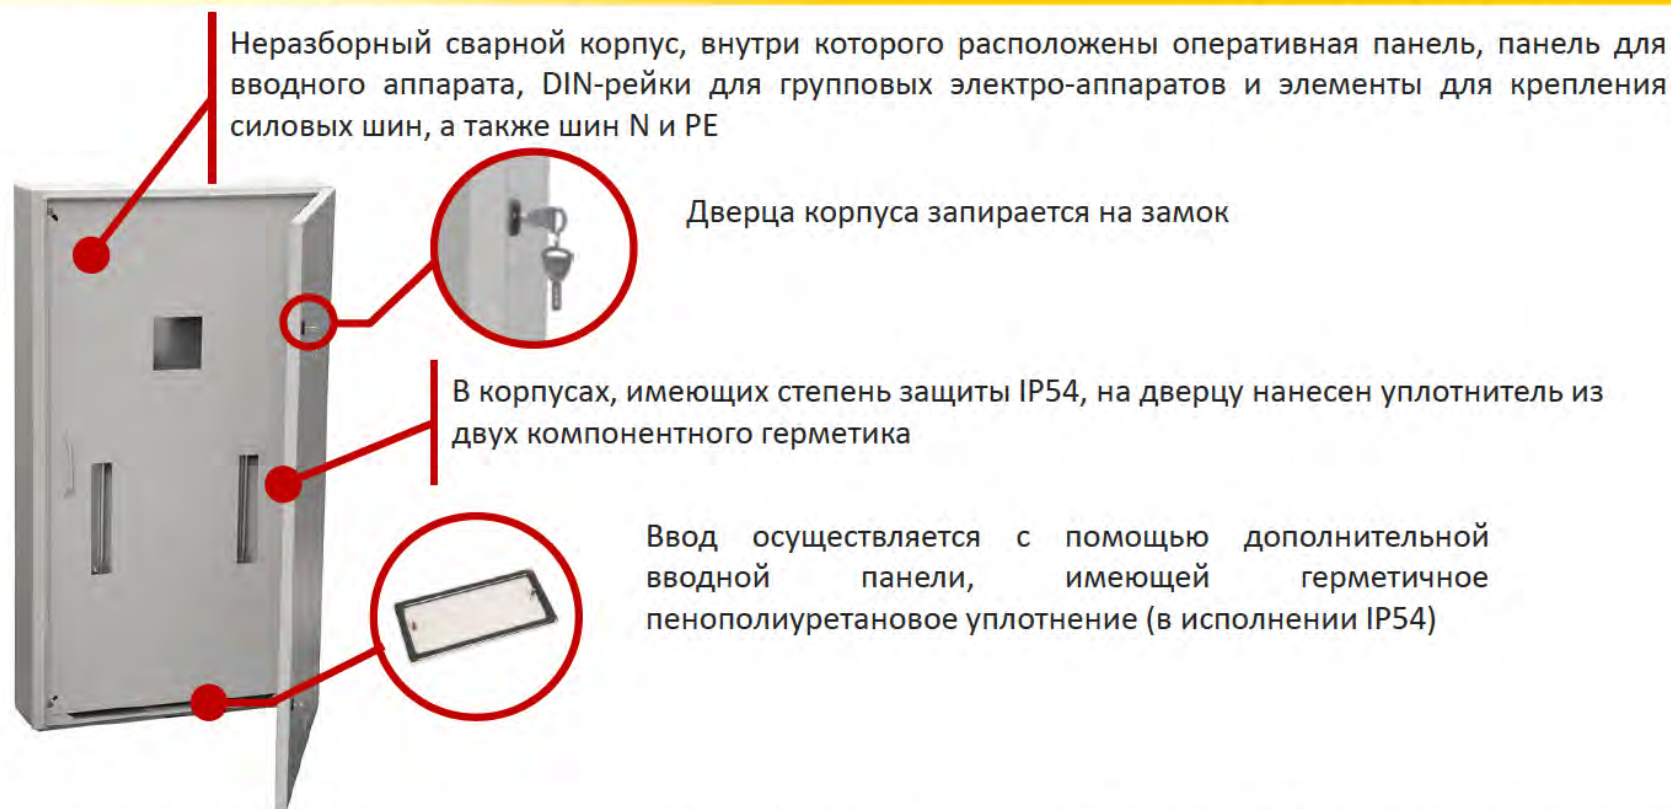 Неразборный сварной корпус, внутри которого расположены оперативная панель, панель для
вводного аппарата, DIN-рейки для групповых электро-аппаратов и элементы для крепления
силовых шин, а также шин N и PE
Дверца корпуса запирается на замок
В корпусах, имеющих степень защиты IP54, на дверцу нанесен уплотнитель из
двух компонентного герметика
Ввод осуществляется с помощью дополнительной
вводной панели, имеющей герметичное
пенополиуретановое уплотнение (в исполнении IP54)